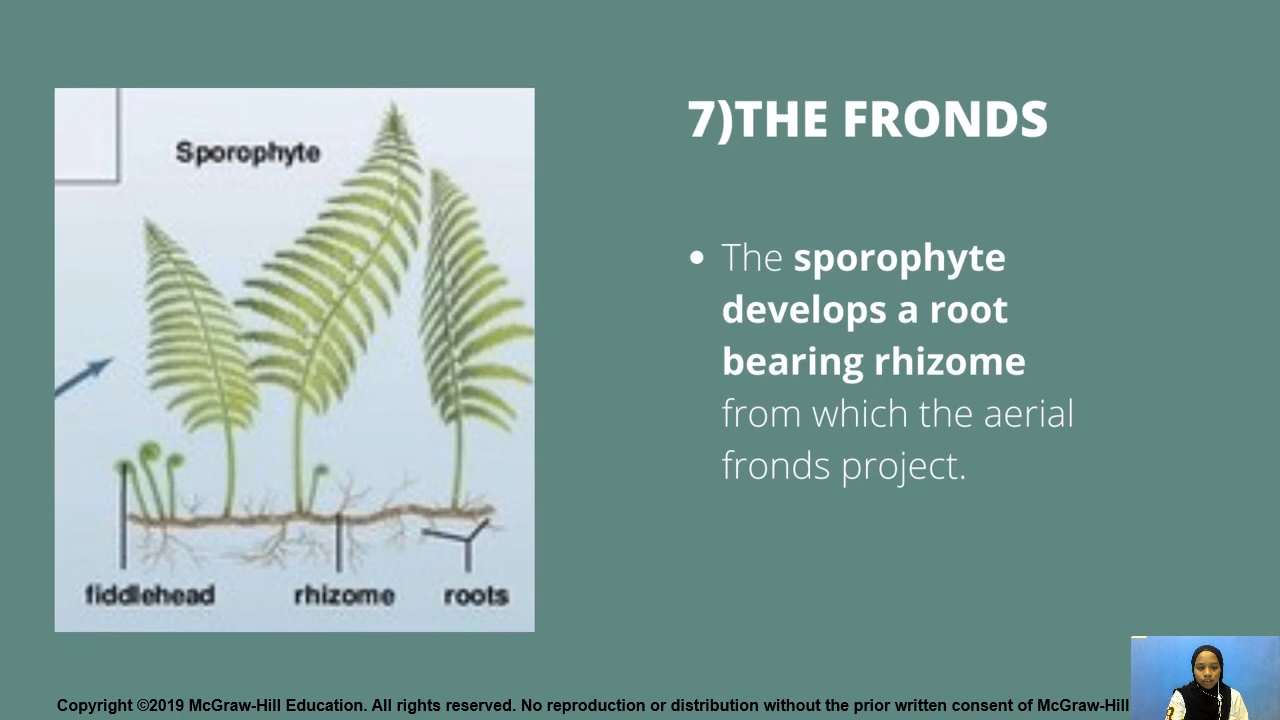 Sporophyte
fiddlehead
rhizome
roots
7)THE FRONDS
• The sporophyte
develops a root
bearing rhizome
from which the aerial
fronds project.
Copyright ©2019 McGraw-Hill Education. All rights reserved. No reproduction or distribution without the prior written consent of McGraw-Hill